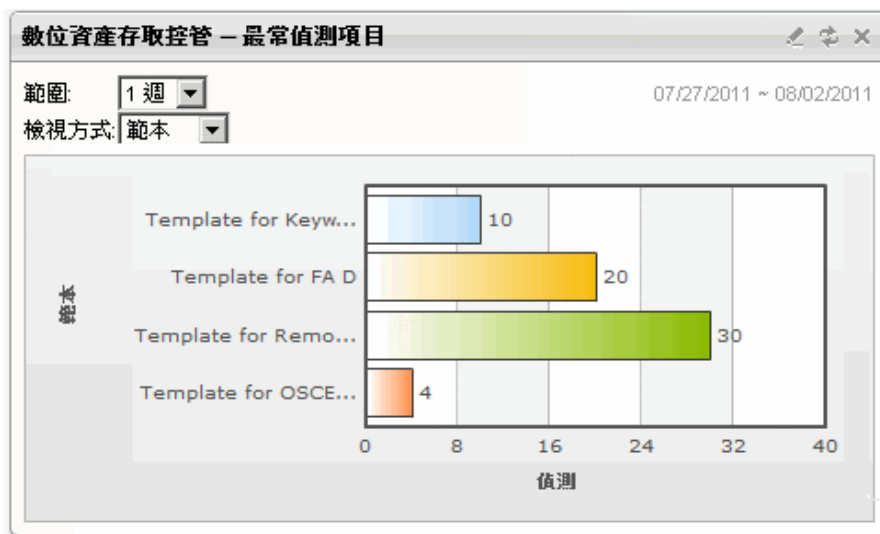 數位資產存取控管 – 最常偵測項目
範圍: 1 週
07/27/2011 ~ 08/02/2011
檢視方式: 範本
範本
Template for Keyw... 10
Template for FA D 20
Template for Remo... 30
Template for OSCE... 4
0 8 16 24 32 40
偵測